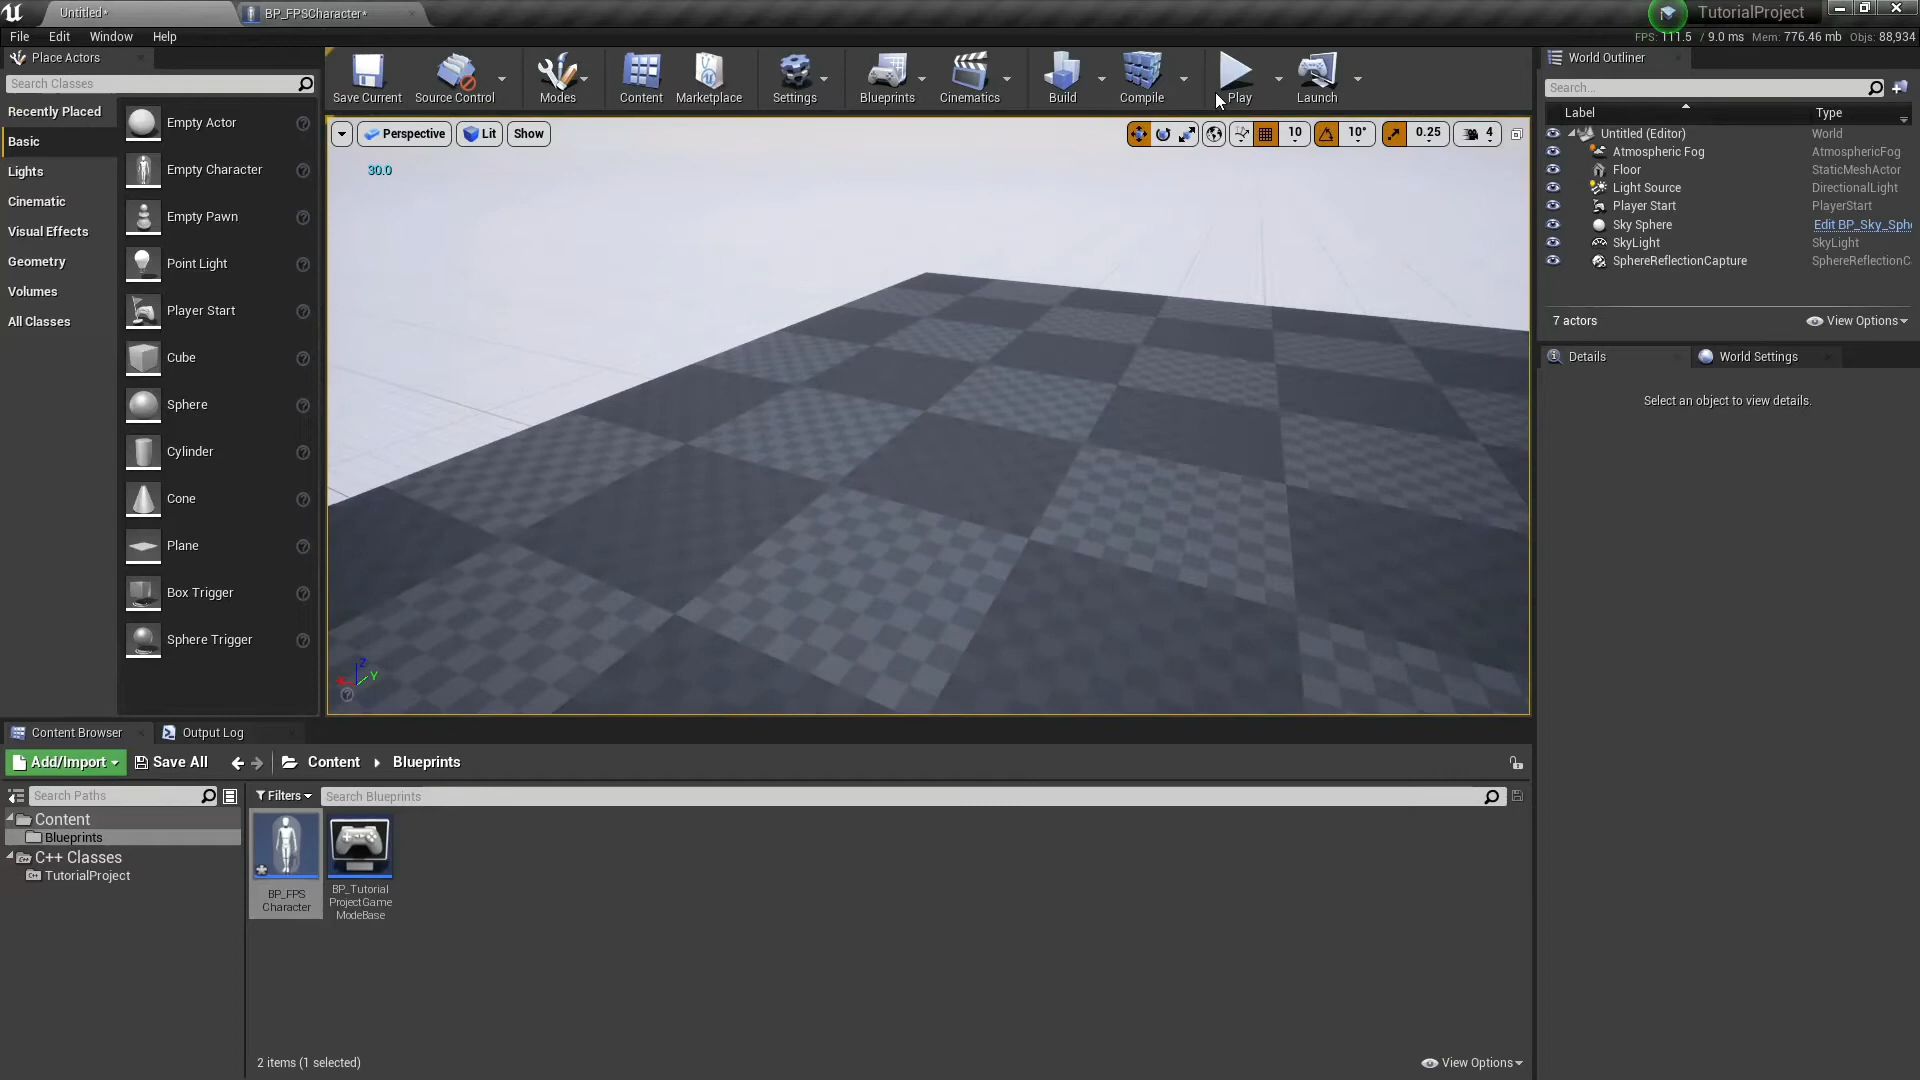 Untitled*
BP_FPSCharacter*
TutorialProject
File
Edit
Window
Help
FPS: 111.5 / 9.0 ms Mem: 776.46 mb Objs: 88,934
Place Actors
Search Classes
Recently Placed
Basic
Lights
Cinematic
Visual Effects
Geometry
Volumes
All Classes
Empty Actor
Empty Character
Empty Pawn
Point Light
Player Start
Cube
Sphere
Cylinder
Cone
Plane
Box Trigger
Sphere Trigger
Save Current
Source Control
Modes
Content
Marketplace
Settings
Blueprints
Cinematics
Build
Compile
Play
Launch
Perspective
Lit
Show
10
10°
0.25
4
30.0
Z
Y
World Outliner
Search...
Label
Type
Untitled (Editor)
World
Atmospheric Fog
AtmosphericFog
Floor
StaticMeshActor
Light Source
DirectionalLight
Player Start
PlayerStart
Sky Sphere
Edit BP_Sky_Sph
SkyLight
SkyLight
SphereReflectionCapture
SphereReflectionC
7 actors
View Options
Details
World Settings
Select an object to view details.
Content Browser
Output Log
Add/Import
Save All
Content
Blueprints
Search Paths
Filters
Search Blueprints
Content
Blueprints
C++ Classes
TutorialProject
BP_FPS
Character
BP_Tutorial
ProjectGame
ModeBase
2 items (1 selected)
View Options